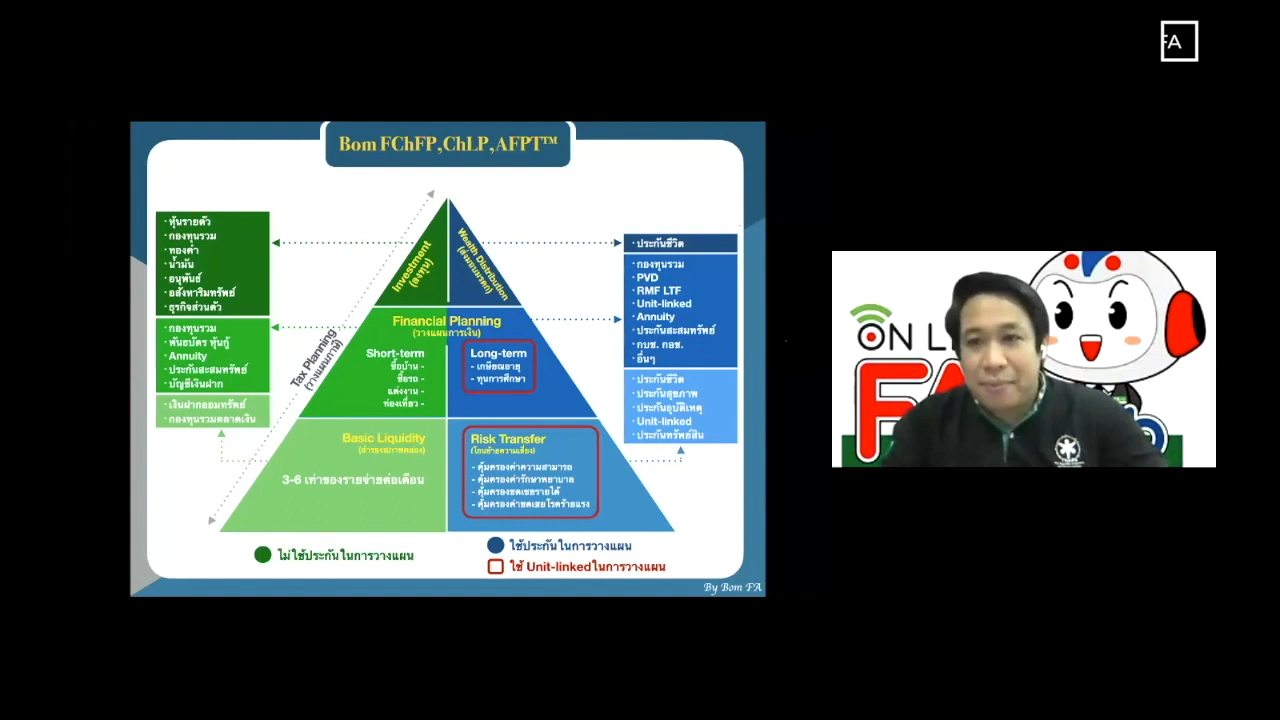 FA
Bom FChFP,ChLP,AFPT™
· หุ้นรายตัว
· กองทุนรวม
· ทองคำ
· น้ำมัน
· อนุพันธ์
· อสังหาริมทรัพย์
· ธุรกิจส่วนตัว
· กองทุนรวม
· พันธบัตร หุ้นกู้
· Annuity
· ประกันสะสมทรัพย์
· บัญชีเงินฝาก
· เงินฝากออมทรัพย์
· กองทุนรวมตลาดเงิน
Tax Planning
(วางแผนภาษี)
Investment
(ลงทุน)
Wealth Distribution
(ส่งมอบมรดก)
Financial Planning
(วางแผนการเงิน)
Short-term
ซื้อบ้าน -
ซื้อรถ -
แต่งงาน -
ท่องเที่ยว -
Long-term
- เกษียณอายุ
- ทุนการศึกษา
Basic Liquidity
(สำรองสภาพคล่อง)
3-6 เท่าของรายจ่ายต่อเดือน
Risk Transfer
(โอนย้ายความเสี่ยง)
- คุ้มครองค่าความสามารถ
- คุ้มครองค่ารักษาพยาบาล
- คุ้มครองชดเชยรายได้
- คุ้มครองค่าชดเชยโรคร้ายแรง
· ประกันชีวิต
· กองทุนรวม
· PVD
· RMF LTF
· Unit-linked
· Annuity
· ประกันสะสมทรัพย์
· กบข. กอช.
· อื่นๆ
· ประกันชีวิต
· ประกันสุขภาพ
· ประกันอุบัติเหตุ
· Unit-linked
· ประกันทรัพย์สิน
ไม่ใช้ประกันในการวางแผน
ใช้ประกันในการวางแผน
ใช้ Unit-linked ในการวางแผน
By Bom FA
ON L